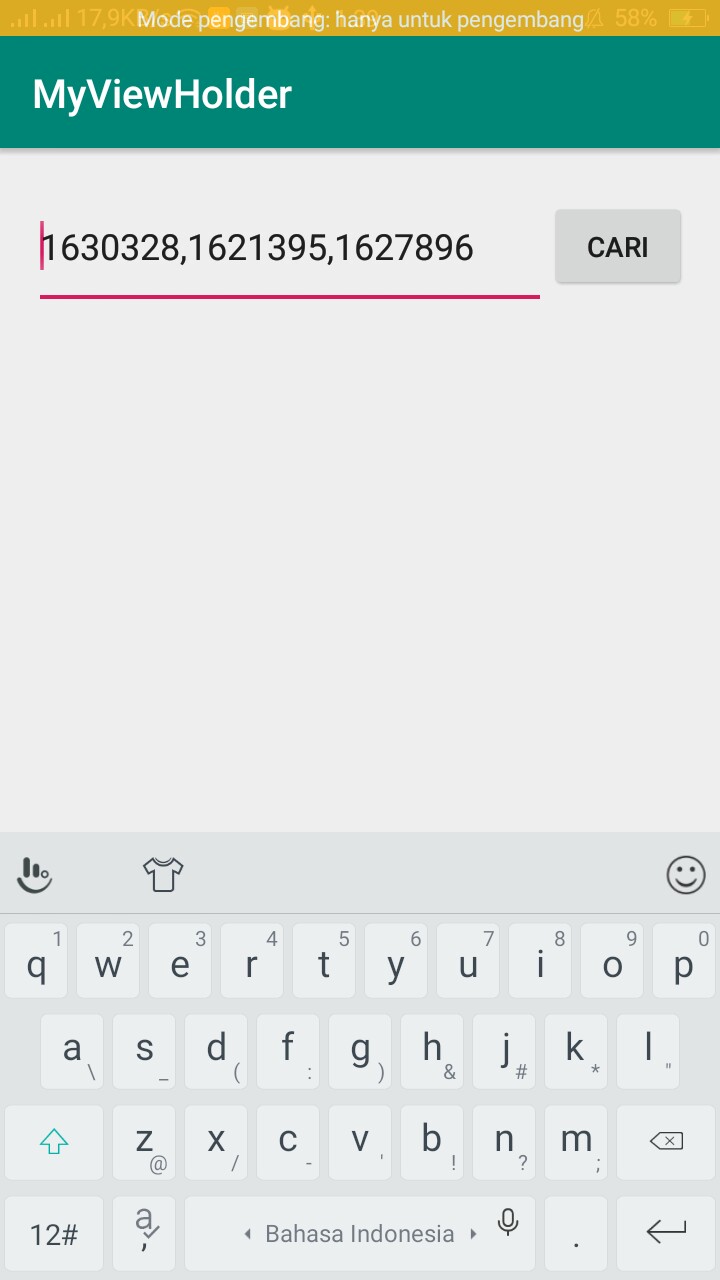 17,9K
Mode pengembang: hanya untuk pengembang
58%
MyViewHolder
1630328,1621395,1627896
CARI
1 2 3 4 5 6 7 8 9 0
q w e r t y u i o p
a s d f g h j k l
\ _ ( : ) & # * "
z x c v b n m
@ / - ' ! ? ;
12# a , Bahasa Indonesia .